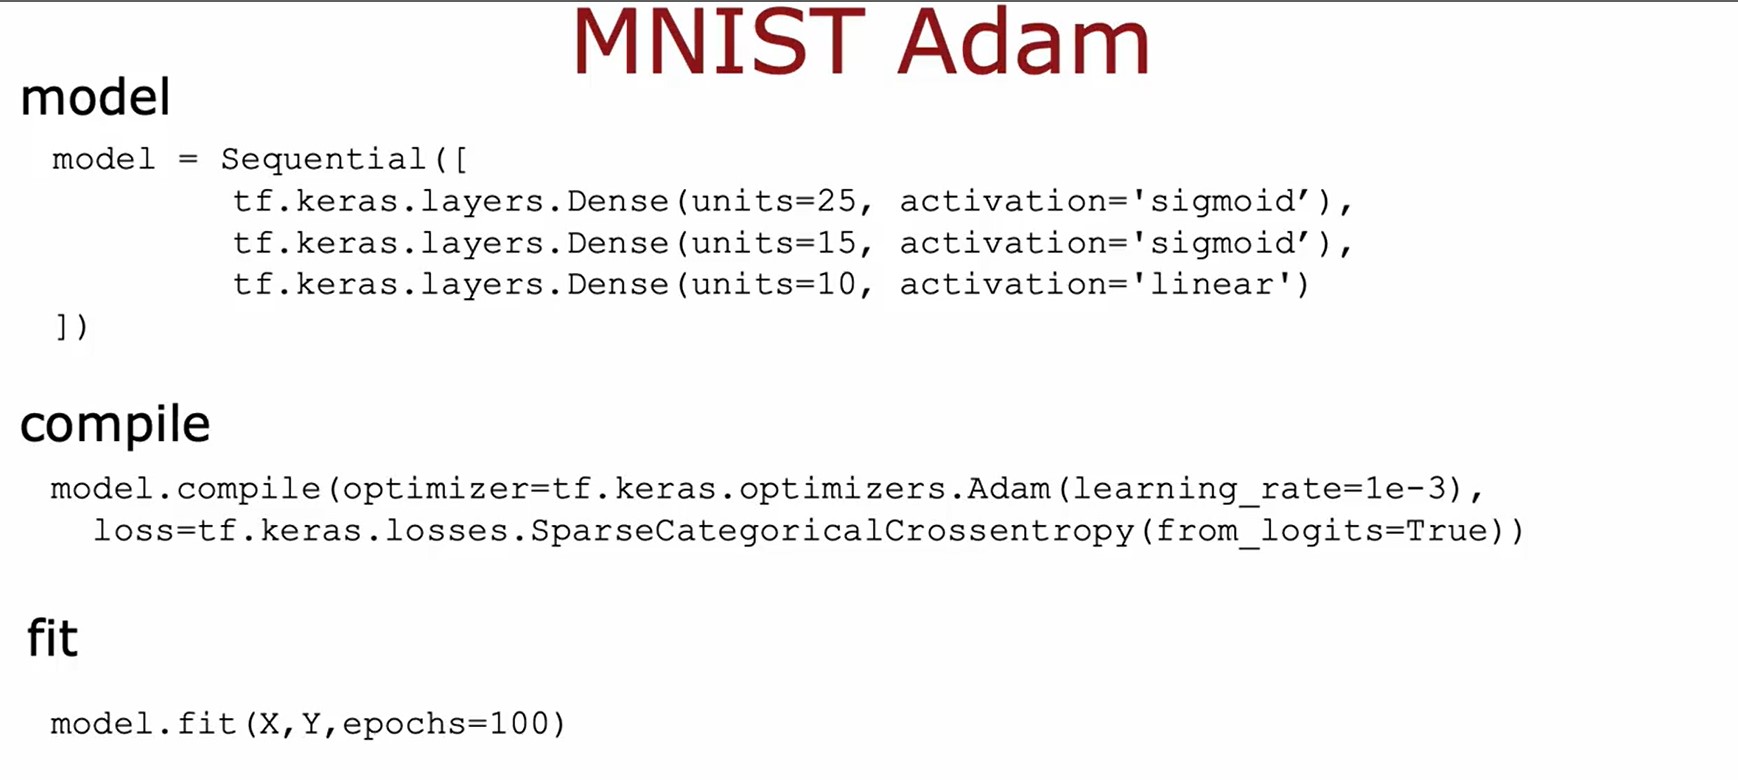 MNIST Adam
model
model = Sequential([
tf.keras.layers.Dense(units=25, activation='sigmoid’),
tf.keras.layers.Dense(units=15, activation='sigmoid’),
tf.keras.layers.Dense(units=10, activation='linear')
])
compile
model.compile(optimizer=tf.keras.optimizers.Adam(learning_rate=1e-3),
loss=tf.keras.losses.SparseCategoricalCrossentropy(from_logits=True))
fit
model.fit(X,Y,epochs=100)